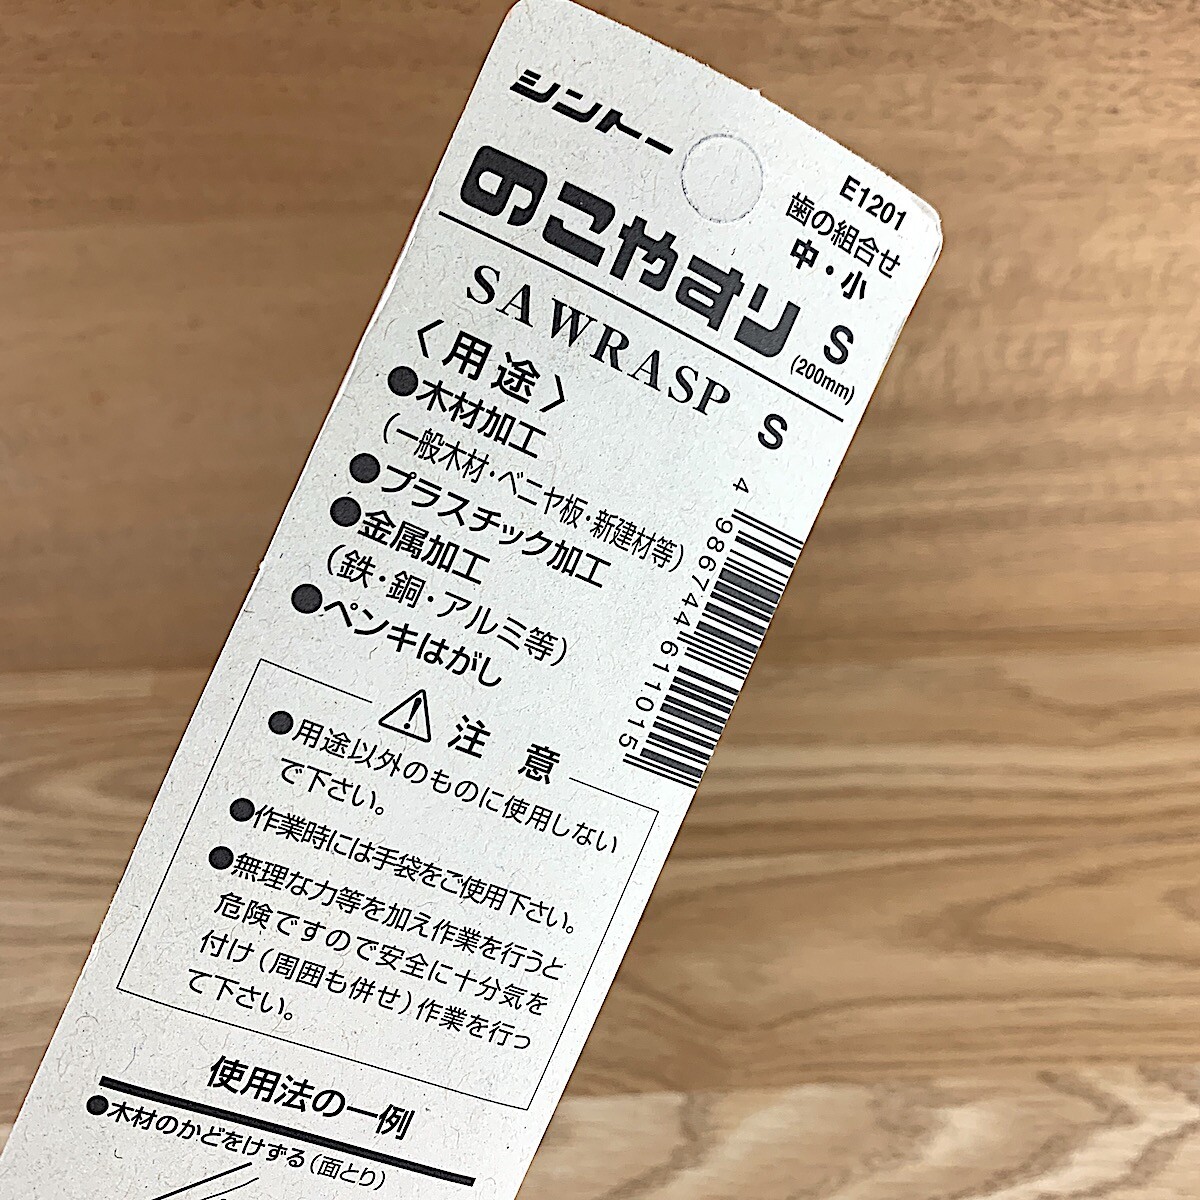 シントー
E1201
歯の組合せ
中・小
のこやすり S
(200mm)
SAWRASP S
〈用途〉
●木材加工
(一般木材・ベニヤ板・新建材等)
●プラスチック加工
●金属加工
(鉄・銅・アルミ等)
●ペンキはがし
4 986744 611015
注意
●用途以外のものに使用しない
で下さい。
●作業時には手袋をご使用下さい。
●無理な力等を加え作業を行うと
危険ですので安全に十分気を
付け(周囲も併せ)作業を行っ
て下さい。
使用法の一例
●木材のかどをけずる(面とり)